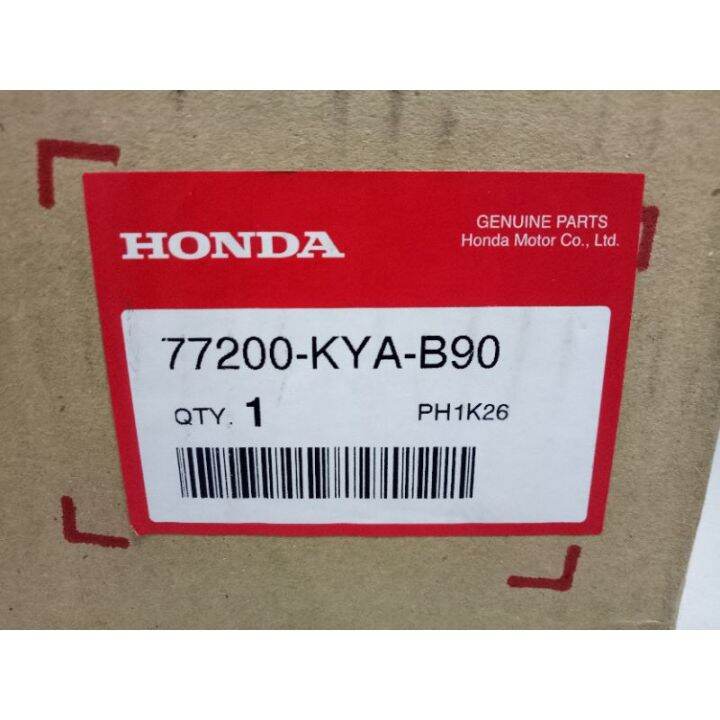 HONDA
GENUINE PARTS
Honda Motor Co., Ltd.
77200-KYA-B90
QTY. 1
PH1K26